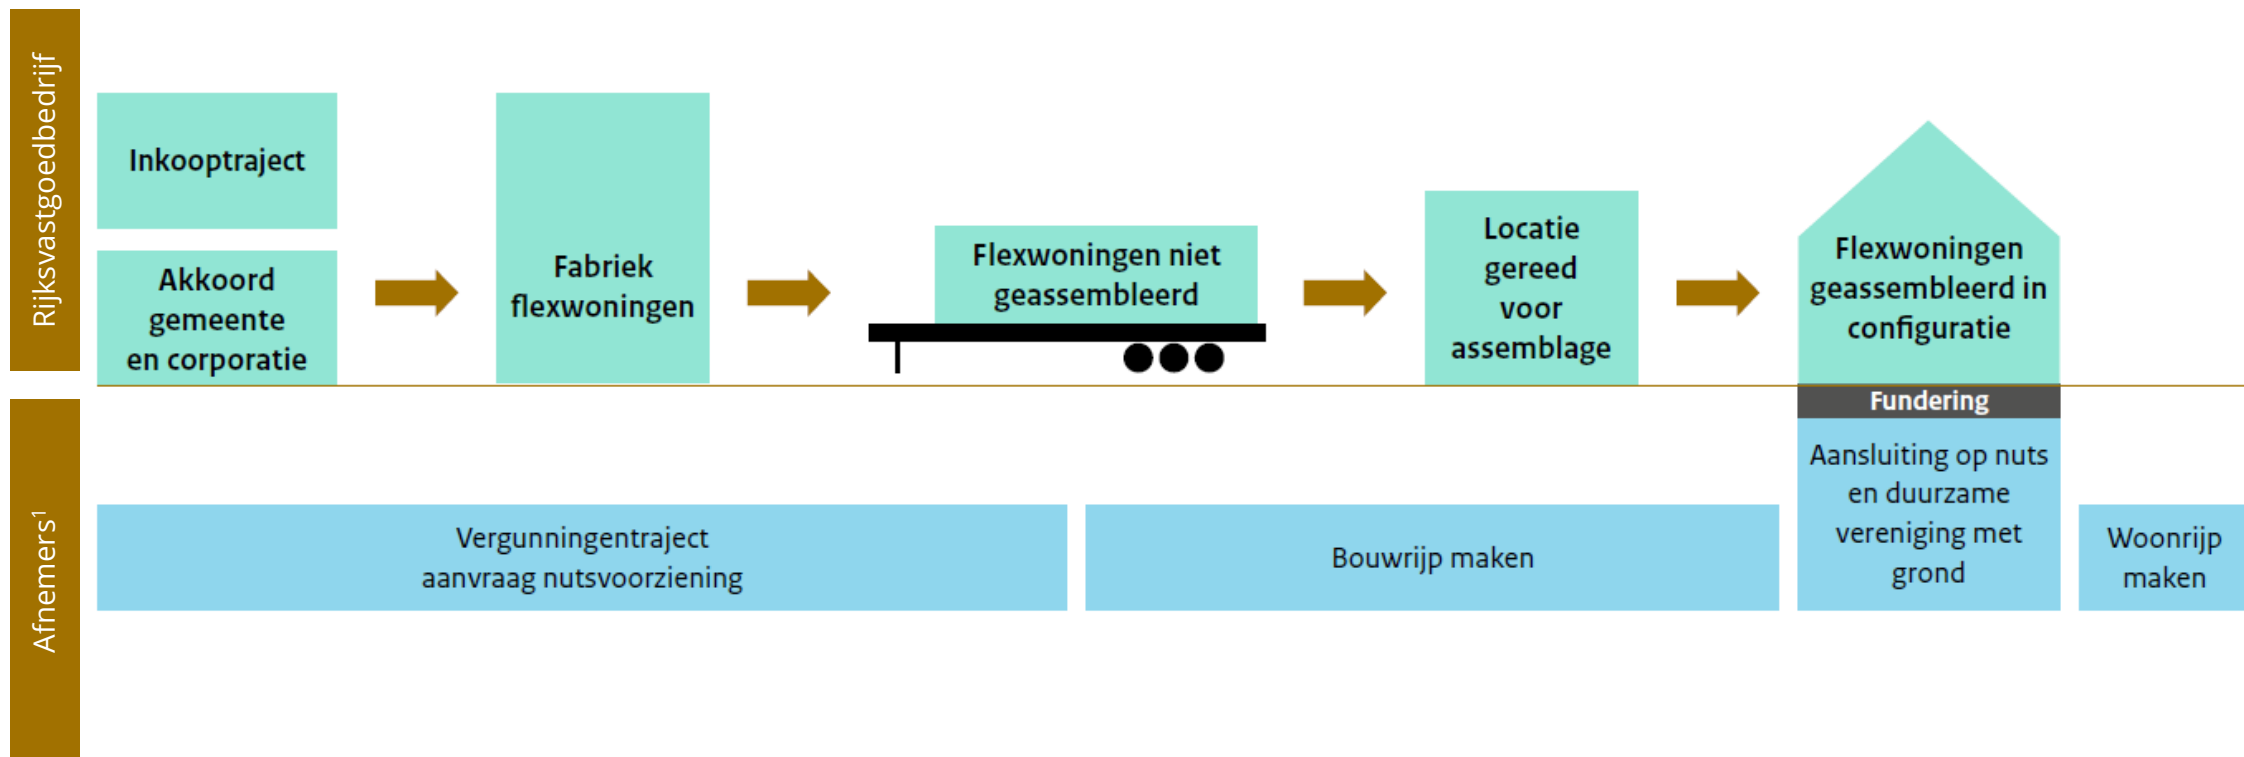 Rijksvastgoedbedrijf
Inkooptraject
Akkoord
gemeente
en corporatie
Fabriek
flexwoningen
Flexwoningen niet
geassembleerd
Locatie
gereed
voor
assemblage
Flexwoningen
geassembleerd in
configuratie
Fundering
Afnemers¹
Vergunningentraject
aanvraag nutsvoorziening
Bouwrijp maken
Aansluiting op nuts
en duurzame
vereniging met
grond
Woonrijp
maken